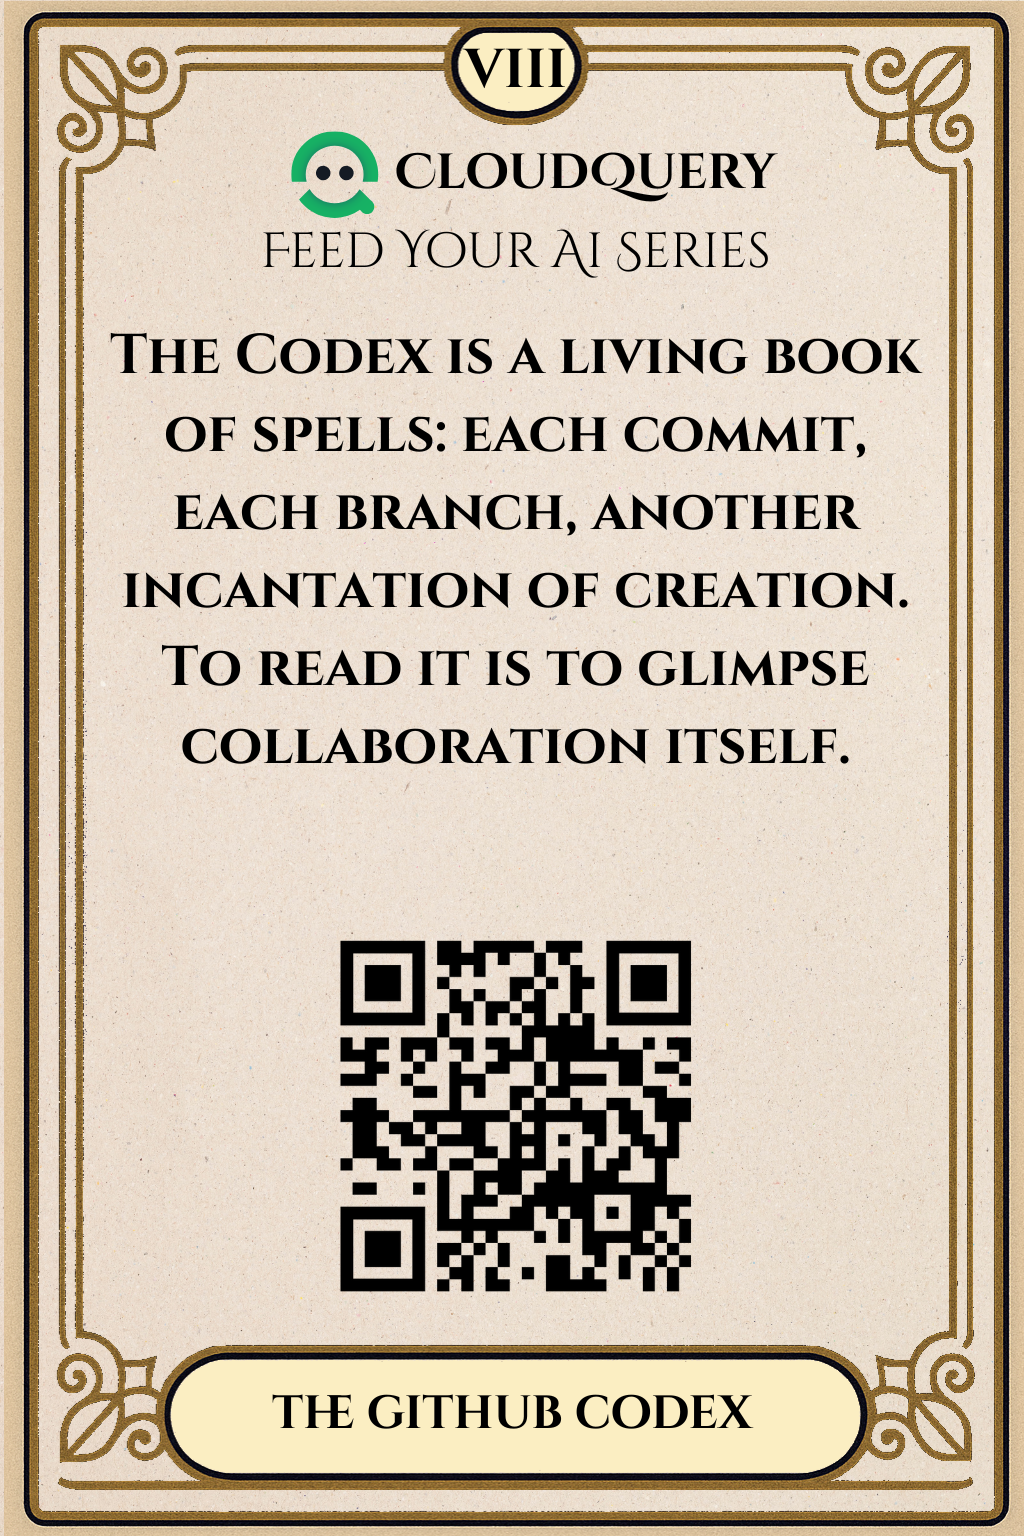 VIII
CLOUDQUERY
FEED YOUR AI SERIES
THE CODEX IS A LIVING BOOK
OF SPELLS: EACH COMMIT,
EACH BRANCH, ANOTHER
INCANTATION OF CREATION.
TO READ IT IS TO GLIMPSE
COLLABORATION ITSELF.
THE GITHUB CODEX